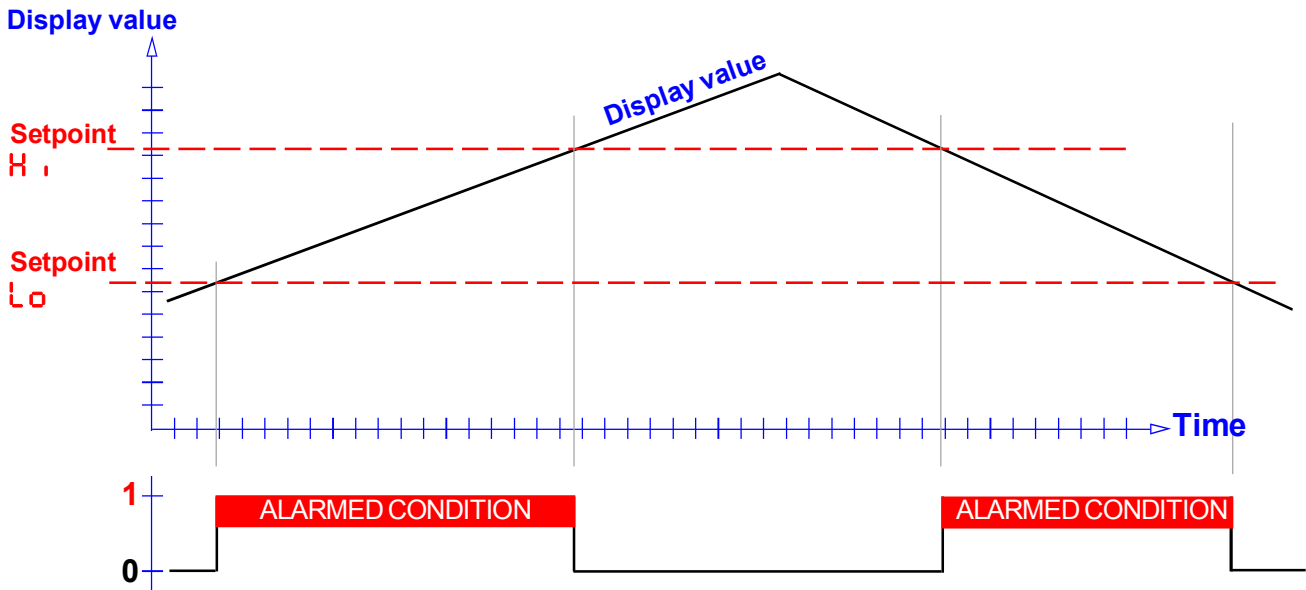 Display value
Display value
Setpoint
Hi
Setpoint
Lo
Time
1
ALARMED CONDITION
ALARMED CONDITION
0